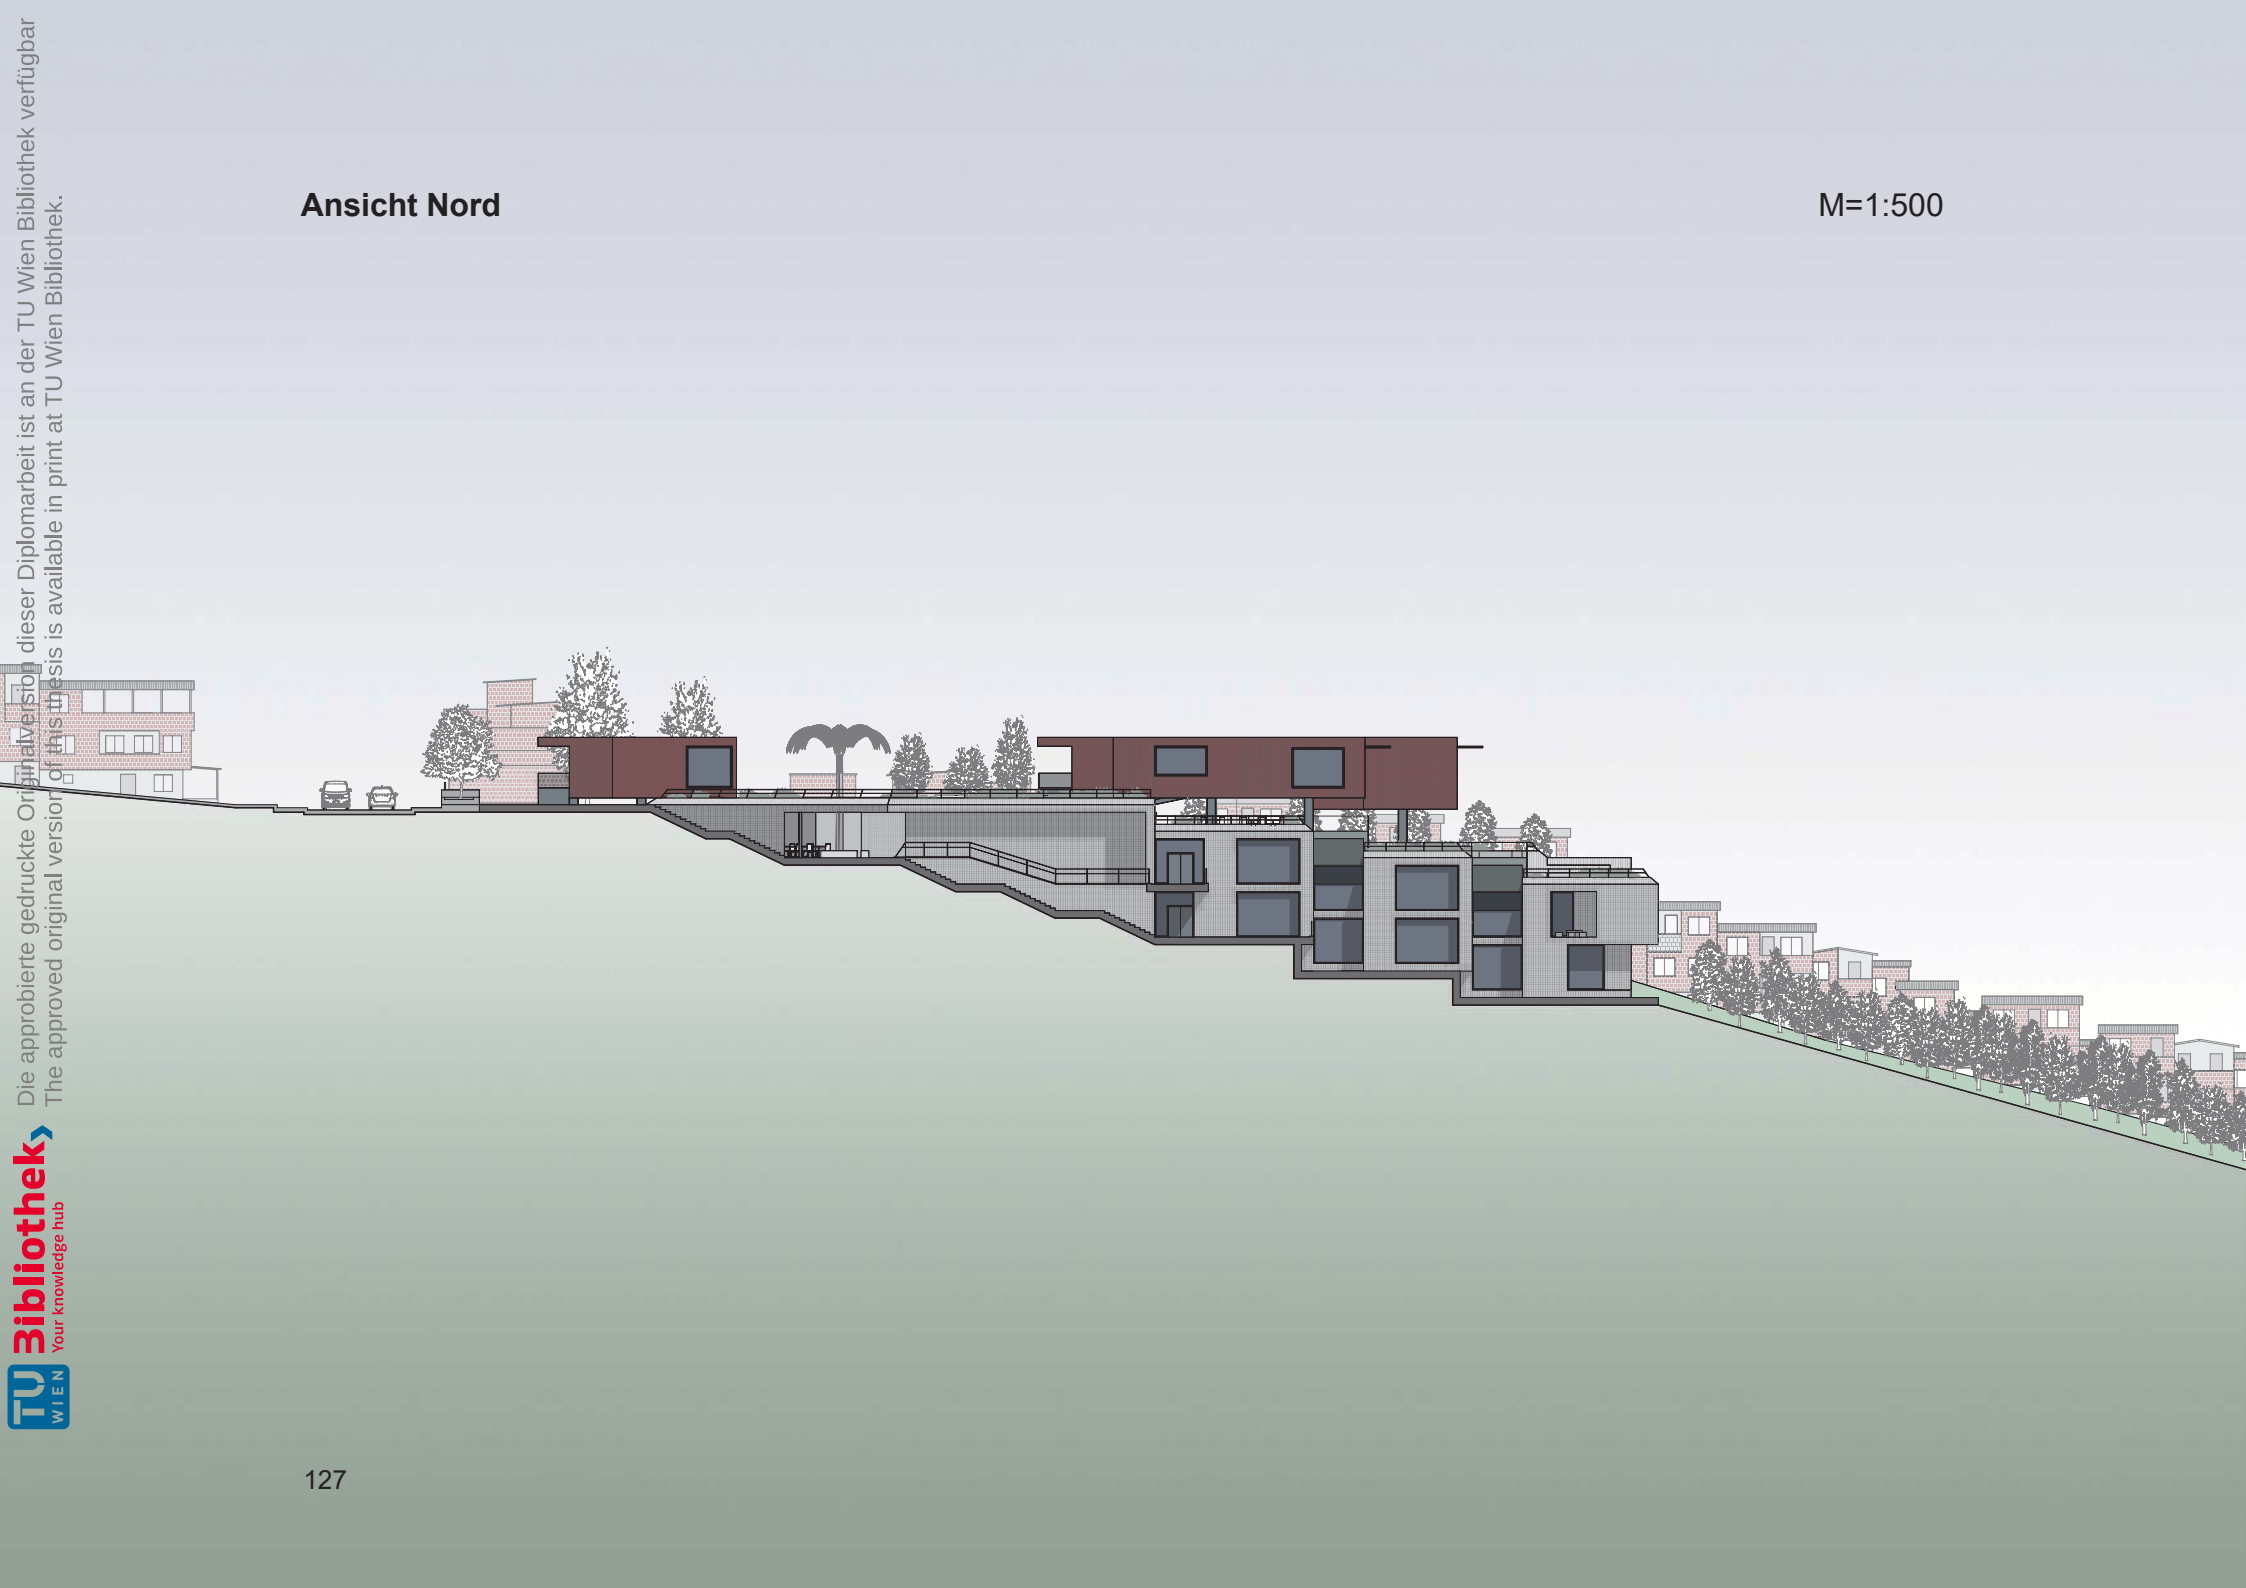 Ansicht Nord
M=1:500
Die approbierte gedruckte Originalversion dieser Diplomarbeit ist an der TU Wien Bibliothek verfügbar
The approved original version of this thesis is available in print at TU Wien Bibliothek.
Bibliothek
Your knowledge hub
TU
WIEN
127